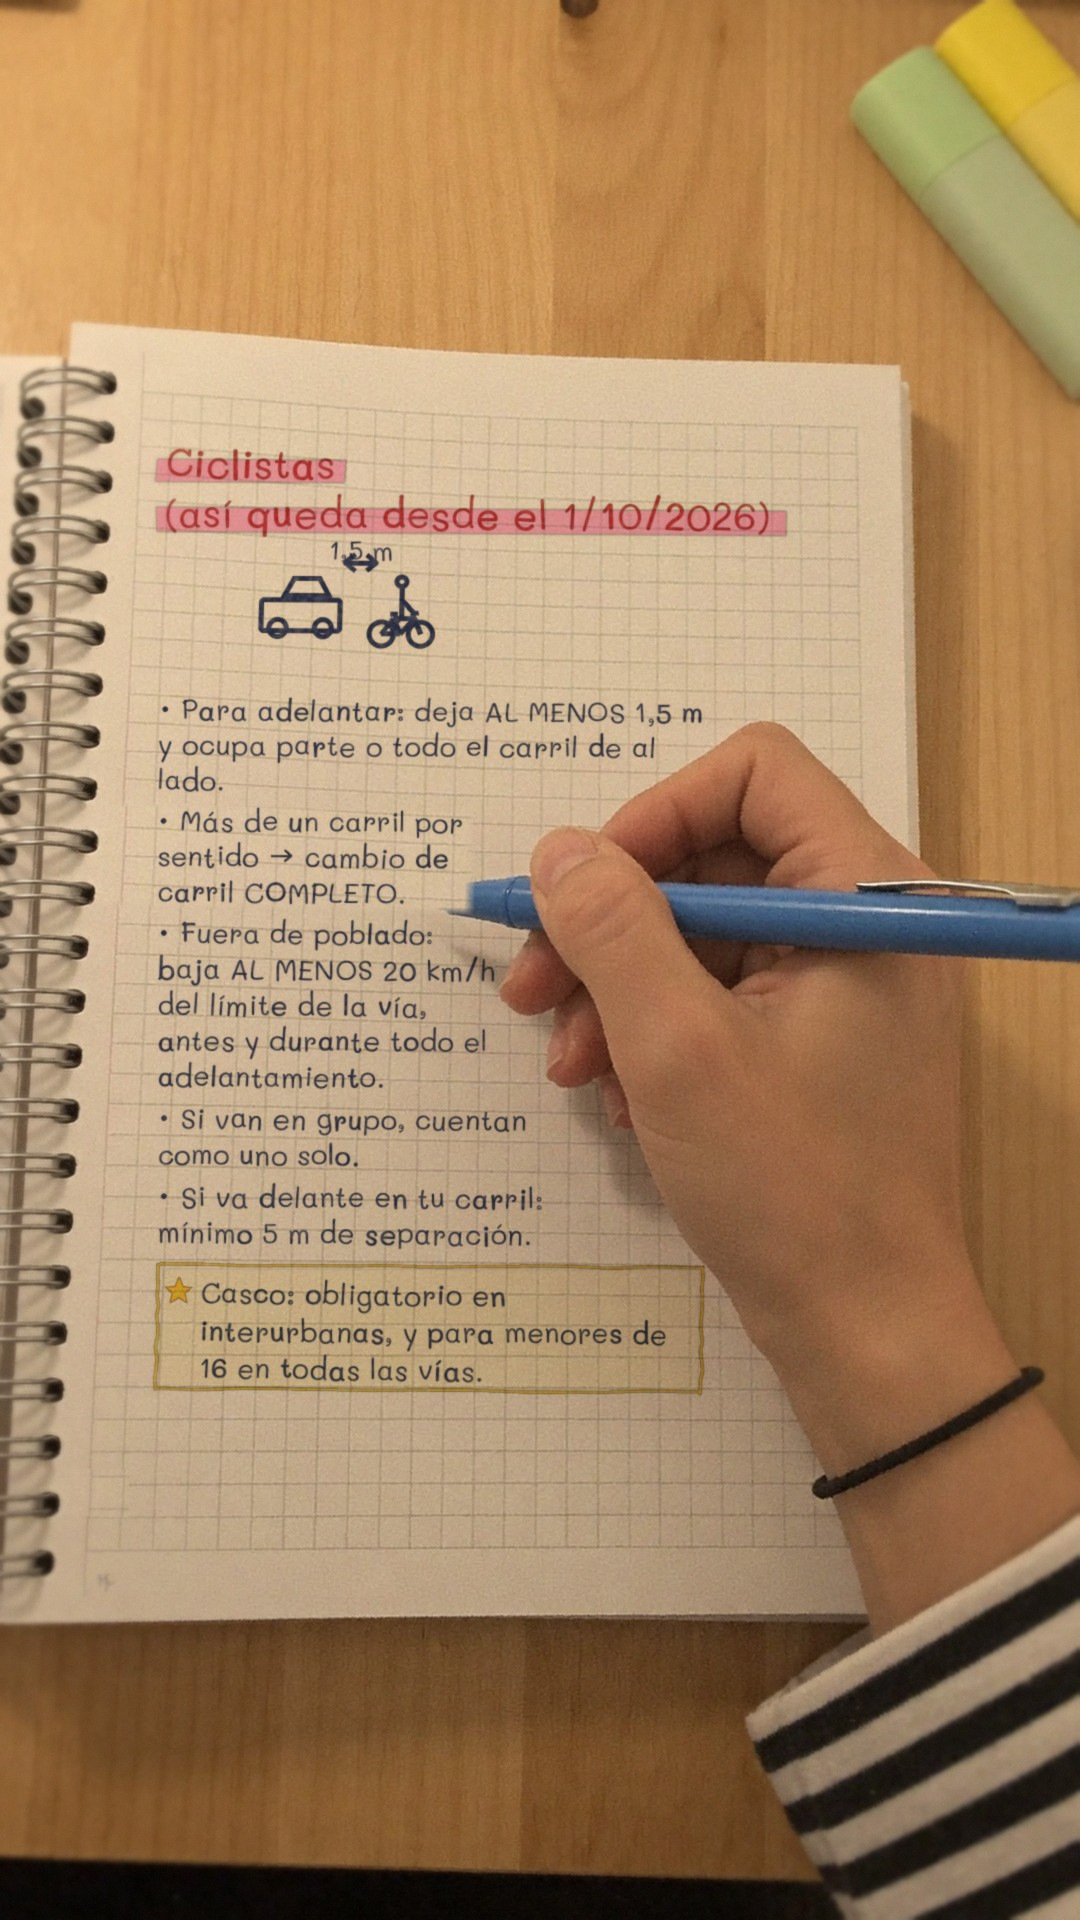 Ciclistas
(así queda desde el 1/10/2026)
1,5 m
• Para adelantar: deja AL MENOS 1,5 m
y ocupa parte o todo el carril de al
lado.
• Más de un carril por
sentido → cambio de
carril COMPLETO.
• Fuera de poblado:
baja AL MENOS 20 km/h
del límite de la vía,
antes y durante todo el
adelantamiento.
• Si van en grupo, cuentan
como uno solo.
• Si va delante en tu carril:
mínimo 5 m de separación.
★ Casco: obligatorio en
interurbanas, y para menores de
16 en todas las vías.